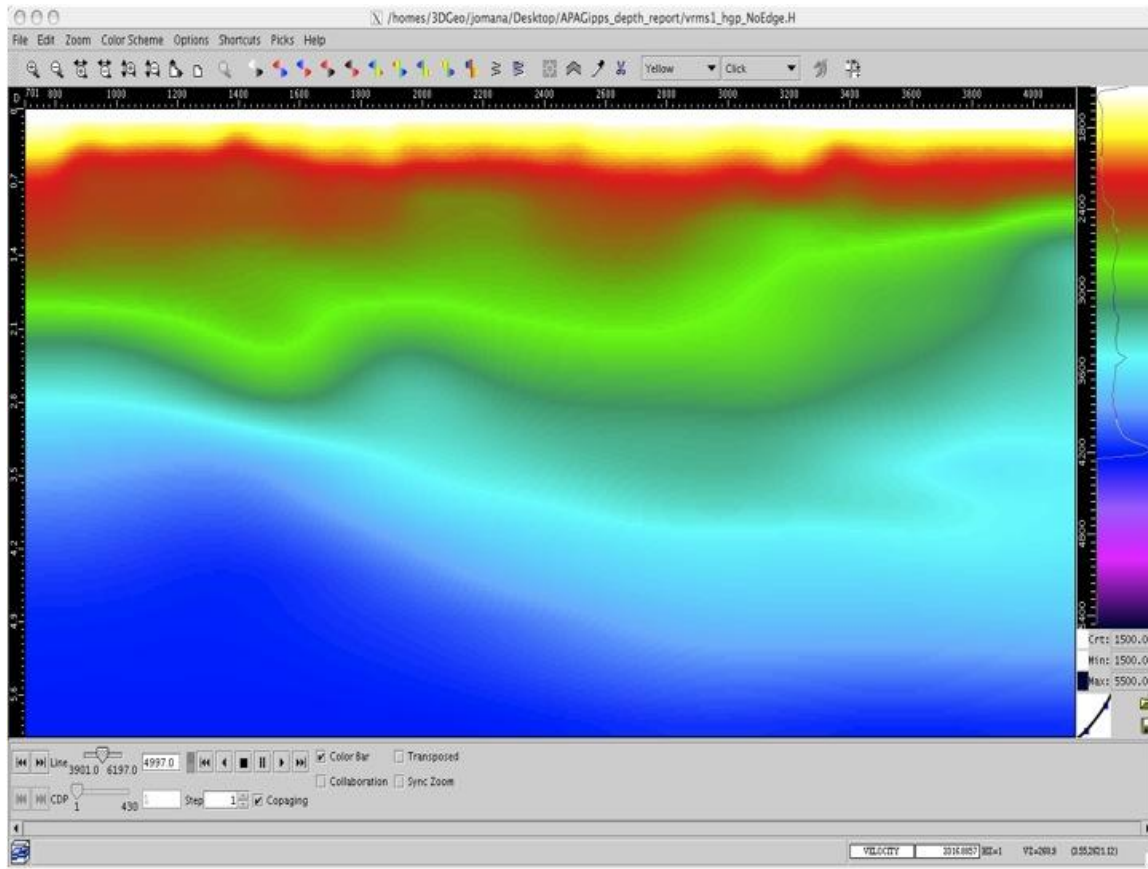 /homes/3DGeo/jomana/Desktop/APAGipps_depth_report/vrms1_hgp_NoEdge.H
File Edit Zoom Color Scheme Options Shortcuts Picks Help
Yellow Click
D 701 800 1000 1200 1400 1600 1800 2000 2200 2400 2600 2800 3000 3200 3400 3600 3800 4000
0
0.7
1.4
2.1
2.8
3.5
4.2
4.9
5.6
1800
2400
3000
3600
4200
4800
5400
Crt: 1500.0
Min: 1500.0
Max: 5500.0
Line 3901.0 6197.0 4997.0 Color Bar Transposed
Collaboration Sync Zoom
CDP 1 430 1 Step 1 Copaging
VELOCITY